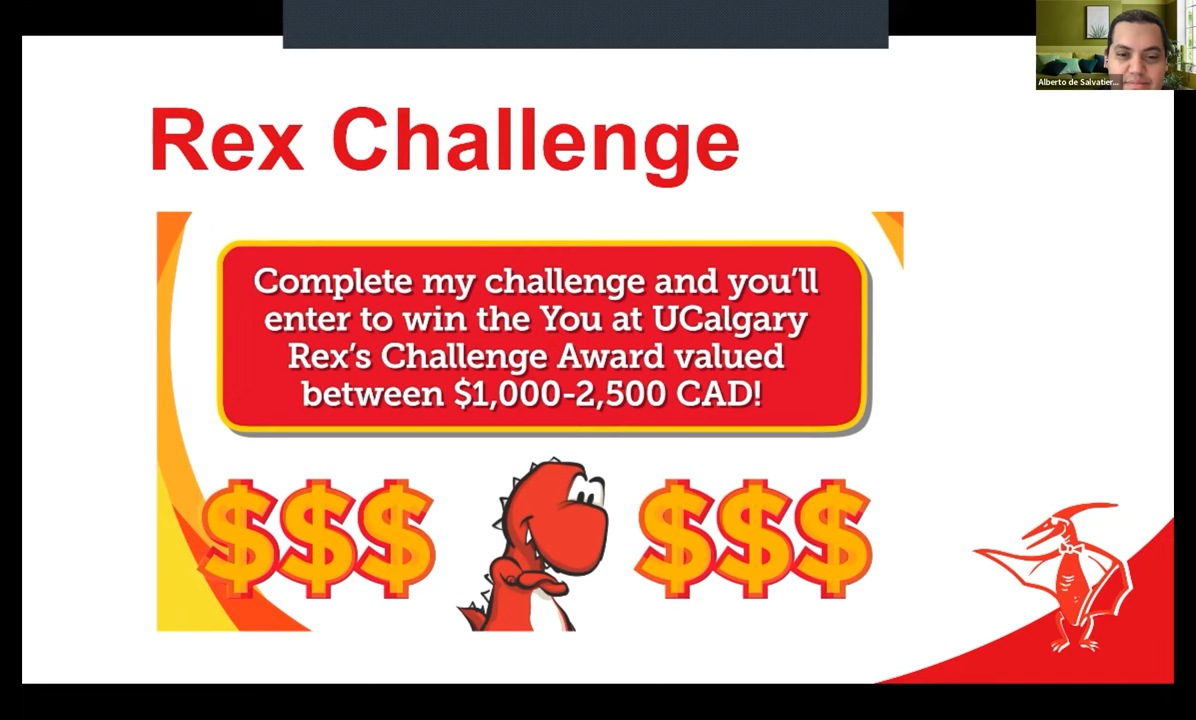 Alberto de Salvatier...
Rex Challenge
Complete my challenge and you'll
enter to win the You at UCalgary
Rex's Challenge Award valued
between $1,000-2,500 CAD!
$$$ $$$